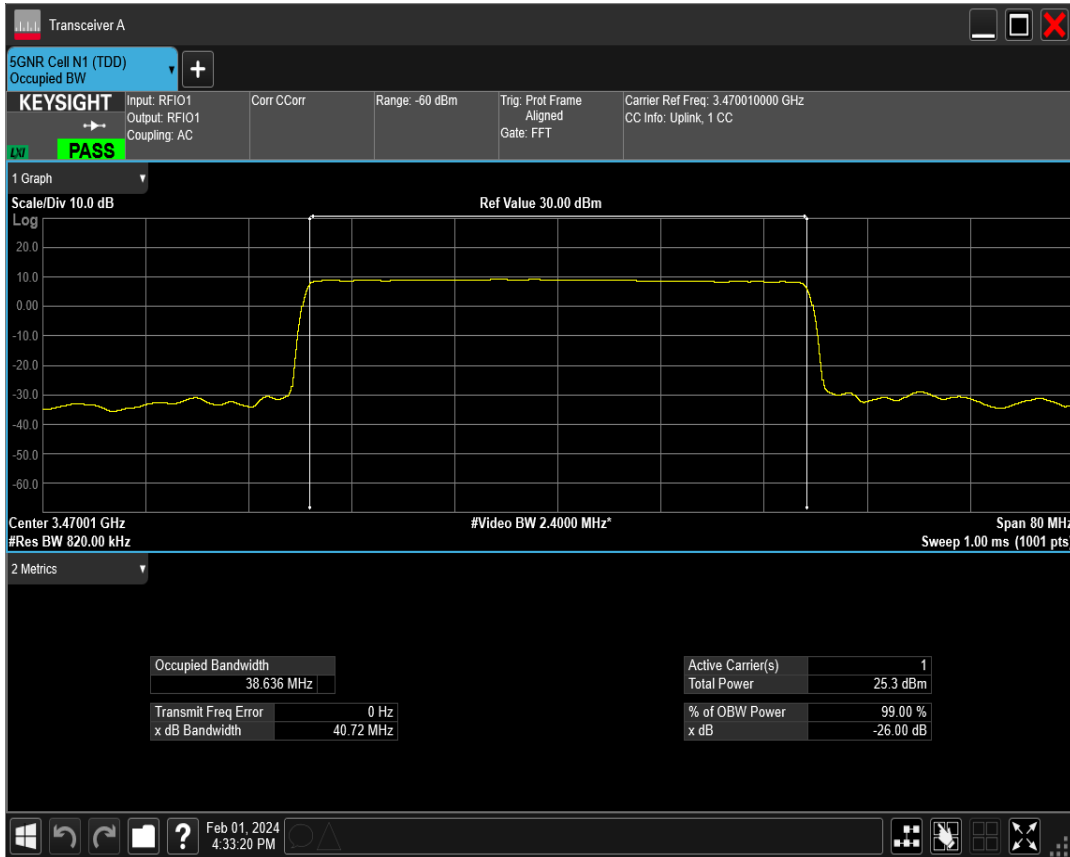 Transceiver A
5GNR Cell N1 (TDD)
Occupied BW
+
KEYSIGHT
LXI
PASS
Input: RFIO1
Output: RFIO1
Coupling: AC
Corr CCorr
Range: -60 dBm
Trig: Prot Frame
Aligned
Gate: FFT
Carrier Ref Freq: 3.470010000 GHz
CC Info: Uplink, 1 CC
1 Graph
Scale/Div 10.0 dB
Ref Value 30.00 dBm
Log
20.0
10.0
0.00
-10.0
-20.0
-30.0
-40.0
-50.0
-60.0
Center 3.47001 GHz
#Video BW 2.4000 MHz*
Span 80 MHz
#Res BW 820.00 kHz
Sweep 1.00 ms (1001 pts)
2 Metrics
Occupied Bandwidth
38.636 MHz
Transmit Freq Error 0 Hz
x dB Bandwidth 40.72 MHz
Active Carrier(s) 1
Total Power 25.3 dBm
% of OBW Power 99.00 %
x dB -26.00 dB
?
Feb 01, 2024
4:33:20 PM